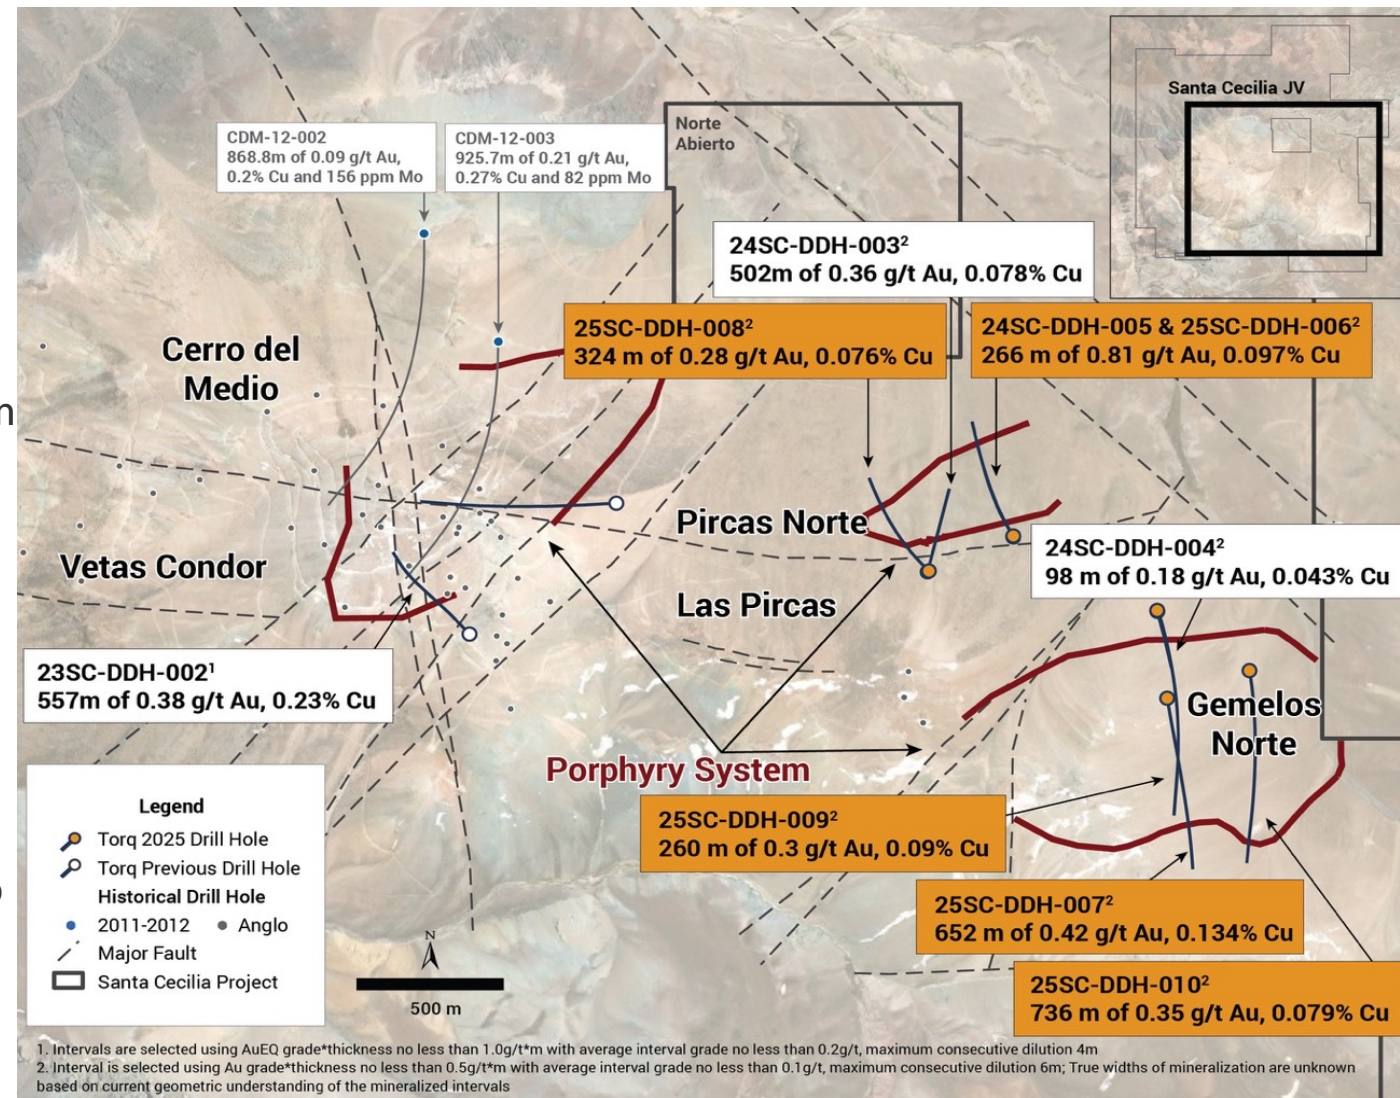 Santa Cecilia JV
Norte
Abierto
CDM-12-002
868.8m of 0.09 g/t Au,
0.2% Cu and 156 ppm Mo
CDM-12-003
925.7m of 0.21 g/t Au,
0.27% Cu and 82 ppm Mo
24SC-DDH-003²
502m of 0.36 g/t Au, 0.078% Cu
25SC-DDH-008²
324 m of 0.28 g/t Au, 0.076% Cu
24SC-DDH-005 & 25SC-DDH-006²
266 m of 0.81 g/t Au, 0.097% Cu
Cerro del
Medio
Pircas Norte
Vetas Condor
Las Pircas
24SC-DDH-004²
98 m of 0.18 g/t Au, 0.043% Cu
23SC-DDH-002¹
557m of 0.38 g/t Au, 0.23% Cu
Gemelos
Norte
Porphyry System
25SC-DDH-009²
260 m of 0.3 g/t Au, 0.09% Cu
25SC-DDH-007²
652 m of 0.42 g/t Au, 0.134% Cu
25SC-DDH-010²
736 m of 0.35 g/t Au, 0.079% Cu
Legend
Torq 2025 Drill Hole
Torq Previous Drill Hole
Historical Drill Hole
2011-2012 Anglo
Major Fault
Santa Cecilia Project
N
500 m
1. Intervals are selected using AuEQ grade*thickness no less than 1.0g/t*m with average interval grade no less than 0.2g/t, maximum consecutive dilution 4m
2. Interval is selected using Au grade*thickness no less than 0.5g/t*m with average interval grade no less than 0.1g/t, maximum consecutive dilution 6m; True widths of mineralization are unknown
based on current geometric understanding of the mineralized intervals